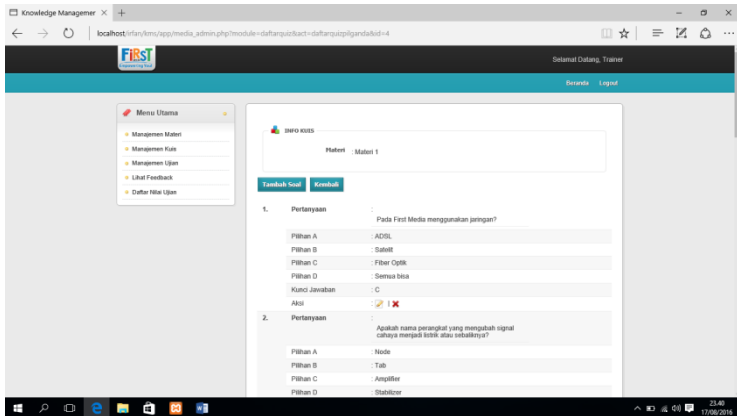 Knowledge Managemer
localhost/irfan/kms/app/media_admin.php?module=daftarquiz&act=daftarquizpilganda&id=4
FiRST
Selamat Datang, Trainer
Beranda Logout
Menu Utama
Manajemen Materi
Manajemen Kuis
Manajemen Ujian
Lihat Feedback
Daftar Nilai Ujian
INFO KUIS
Materi : Materi 1
Tambah Soal Kembali
1. Pertanyaan :
Pada First Media menggunakan jaringan?
Pilihan A : ADSL
Pilihan B : Satelit
Pilihan C : Fiber Optik
Pilihan D : Semua bisa
Kunci Jawaban : C
Aksi : |
2. Pertanyaan :
Apakah nama perangkat yang mengubah signal
cahaya menjadi listrik atau sebaliknya?
Pilihan A : Node
Pilihan B : Tab
Pilihan C : Amplifier
Pilihan D : Stabilizer
23.40
17/08/2016